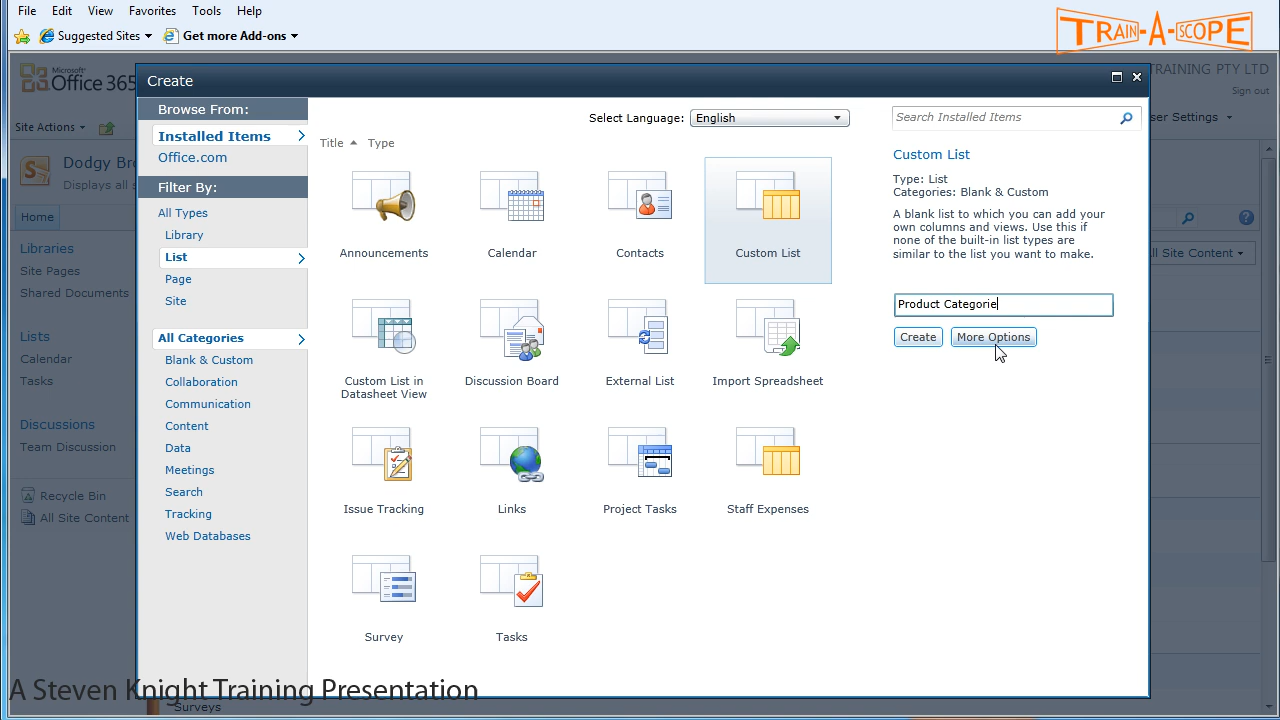 File Edit View Favorites Tools Help
Suggested Sites Get more Add-ons
TRAIN-A-SCOPE
Microsoft
Office 365
TRAINING PTY LTD
Sign out
Site Actions
ser Settings
Dodgy Br
Displays all s
Home
Libraries
Site Pages
Shared Documents
Lists
Calendar
Tasks
Discussions
Team Discussion
Recycle Bin
All Site Content
ll Site Content
Surveys
Create
Browse From:
Installed Items
Office.com
Filter By:
All Types
Library
List
Page
Site
All Categories
Blank & Custom
Collaboration
Communication
Content
Data
Meetings
Search
Tracking
Web Databases
Select Language: English
Title Type
Announcements Calendar Contacts Custom List
Custom List in
Datasheet View
Discussion Board External List Import Spreadsheet
Issue Tracking Links Project Tasks Staff Expenses
Survey Tasks
Search Installed Items
Custom List
Type: List
Categories: Blank & Custom
A blank list to which you can add your
own columns and views. Use this if
none of the built-in list types are
similar to the list you want to make.
Product Categorie
Create More Options
A Steven Knight Training Presentation